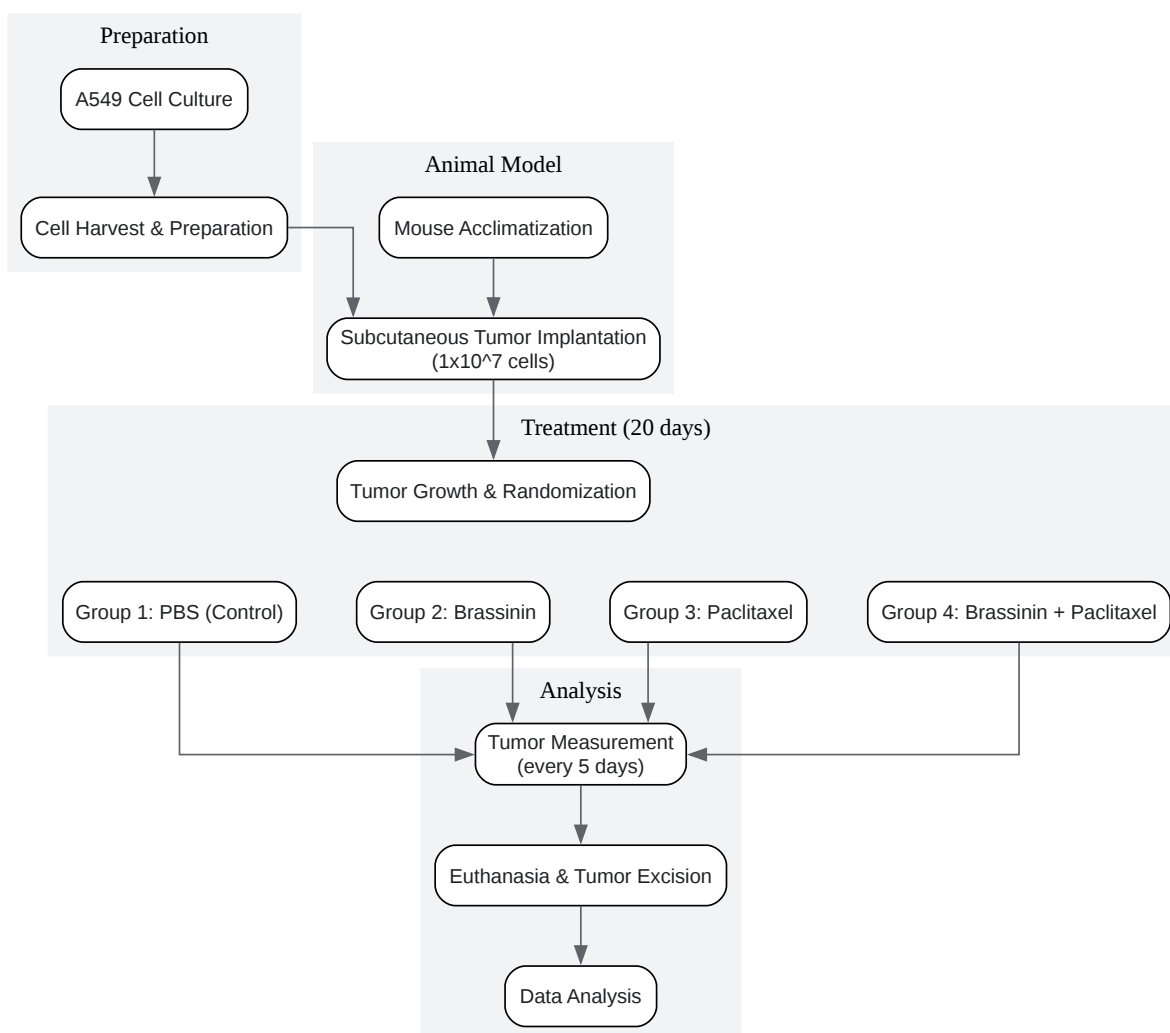 Preparation
A549 Cell Culture
Cell Harvest & Preparation
Animal Model
Mouse Acclimatization
Subcutaneous Tumor Implantation
(1x10^7 cells)
Treatment (20 days)
Tumor Growth & Randomization
Group 1: PBS (Control)
Group 2: Brassinin
Group 3: Paclitaxel
Group 4: Brassinin + Paclitaxel
Analysis
Tumor Measurement
(every 5 days)
Euthanasia & Tumor Excision
Data Analysis